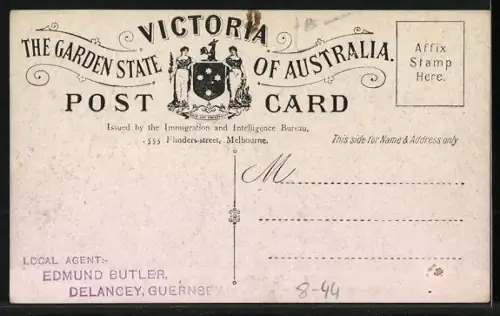 VICTORIA
THE GARDEN STATE OF AUSTRALIA.
POST CARD
Affix
Stamp
Here.
Issued by the Immigration and Intelligence Bureau,
555 Flinders-street, Melbourne.
This side for Name & Address only
M
LOCAL AGENT:-
EDMUND BUTLER,
DELANCEY, GUERNSEY
8-44